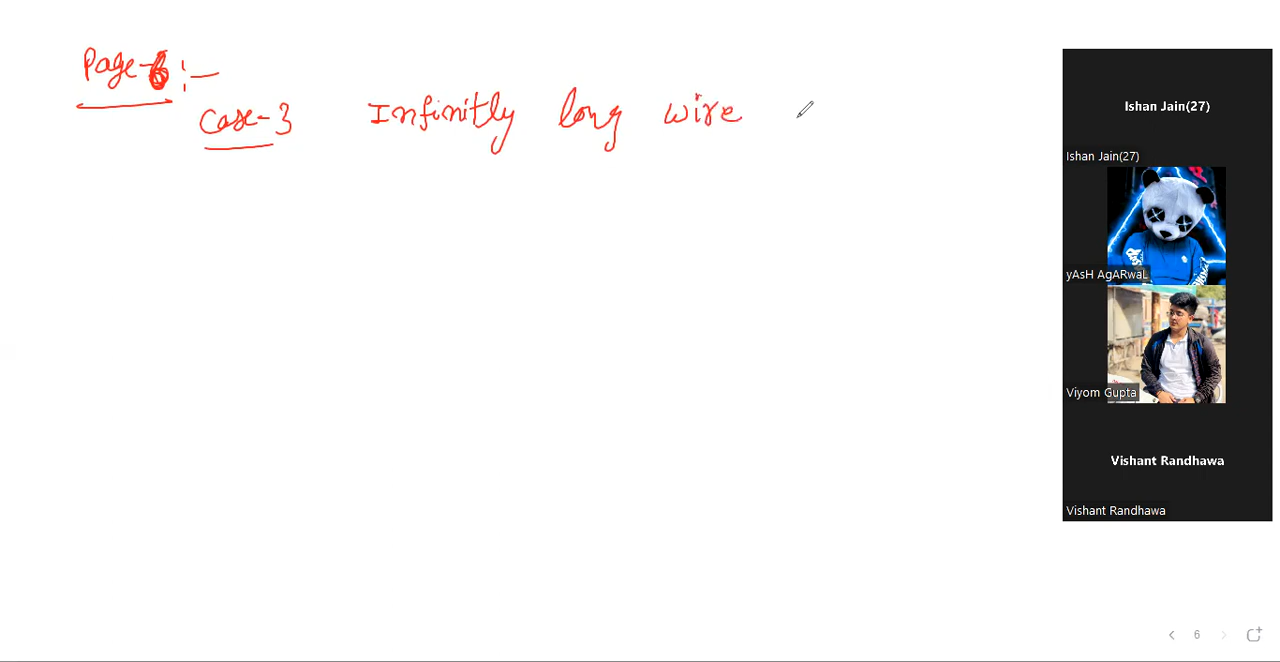 Page-6 :-
Case-3 Infinitly long wire
Ishan Jain(27)
Ishan Jain(27)
yAsH AgARwaL
Viyom Gupta
Vishant Randhawa
Vishant Randhawa
< 6 >